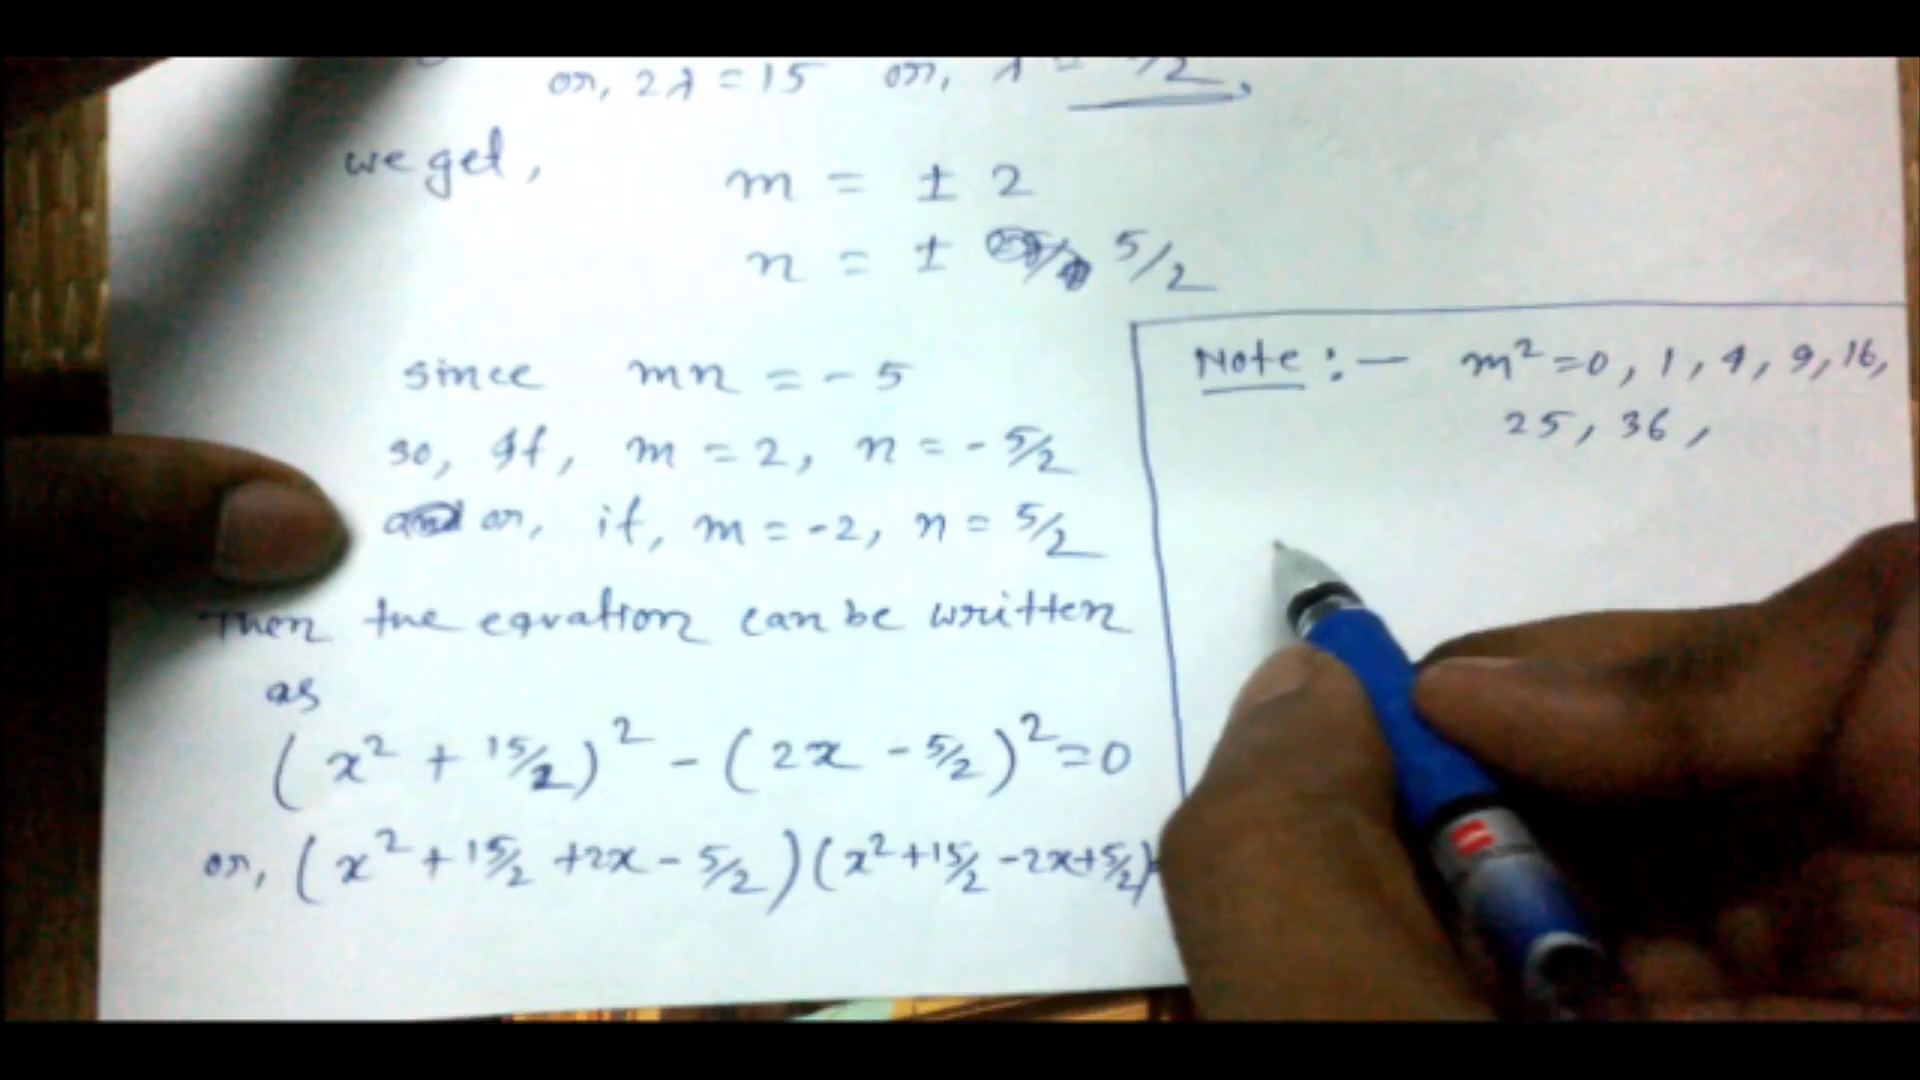 or, 2λ = 15 or, λ = 15/2,
we get, m = ± 2
n = ± 5/2
since mn = - 5
so, If, m = 2, n = - 5/2
or, if, m = -2, n = 5/2
Then the equation can be written
as
(x² + 15/2)² - (2x - 5/2)² = 0
or, (x² + 15/2 + 2x - 5/2)(x² + 15/2 - 2x + 5/2)
Note :- m² = 0, 1, 4, 9, 16,
25, 36,